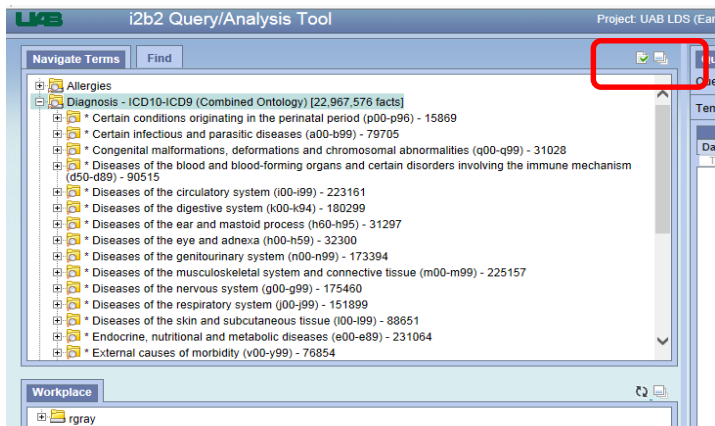 UAB i2b2 Query/Analysis Tool Project: UAB LDS (Ear
Navigate Terms Find
Allergies
Diagnosis - ICD10-ICD9 (Combined Ontology) [22,967,576 facts]
* Certain conditions originating in the perinatal period (p00-p96) - 15869
* Certain infectious and parasitic diseases (a00-b99) - 79705
* Congenital malformations, deformations and chromosomal abnormalities (q00-q99) - 31028
* Diseases of the blood and blood-forming organs and certain disorders involving the immune mechanism
(d50-d89) - 90515
* Diseases of the circulatory system (i00-i99) - 223161
* Diseases of the digestive system (k00-k94) - 180299
* Diseases of the ear and mastoid process (h60-h95) - 31297
* Diseases of the eye and adnexa (h00-h59) - 32300
* Diseases of the genitourinary system (n00-n99) - 173394
* Diseases of the musculoskeletal system and connective tissue (m00-m99) - 225157
* Diseases of the nervous system (g00-g99) - 175460
* Diseases of the respiratory system (j00-j99) - 151899
* Diseases of the skin and subcutaneous tissue (l00-l99) - 88651
* Endocrine, nutritional and metabolic diseases (e00-e89) - 231064
* External causes of morbidity (v00-y99) - 76854
Workplace
rgray
Que
Ten
Da
T